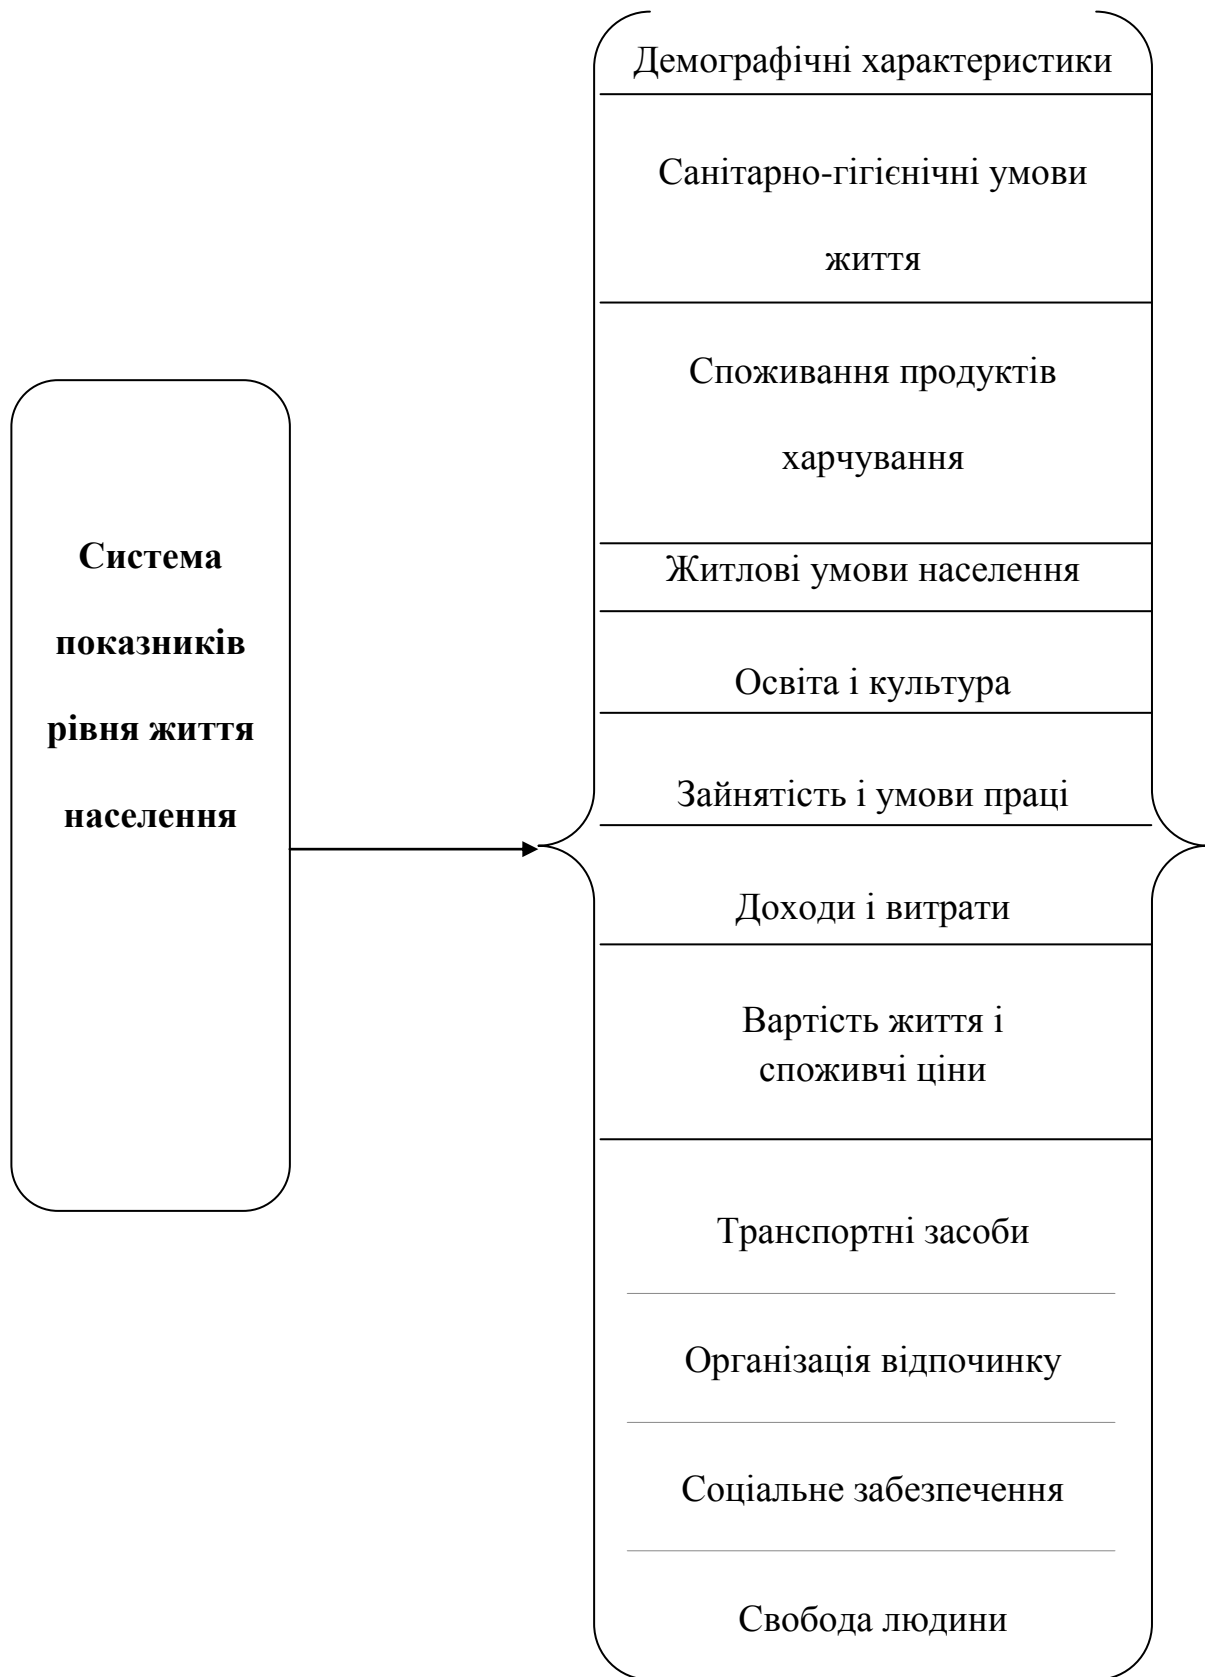 Система
показників
рівня життя
населення
Демографічні характеристики
Санітарно-гігієнічні умови
життя
Споживання продуктів
харчування
Житлові умови населення
Освіта і культура
Зайнятість і умови праці
Доходи і витрати
Вартість життя і
споживчі ціни
Транспортні засоби
Організація відпочинку
Соціальне забезпечення
Свобода людини